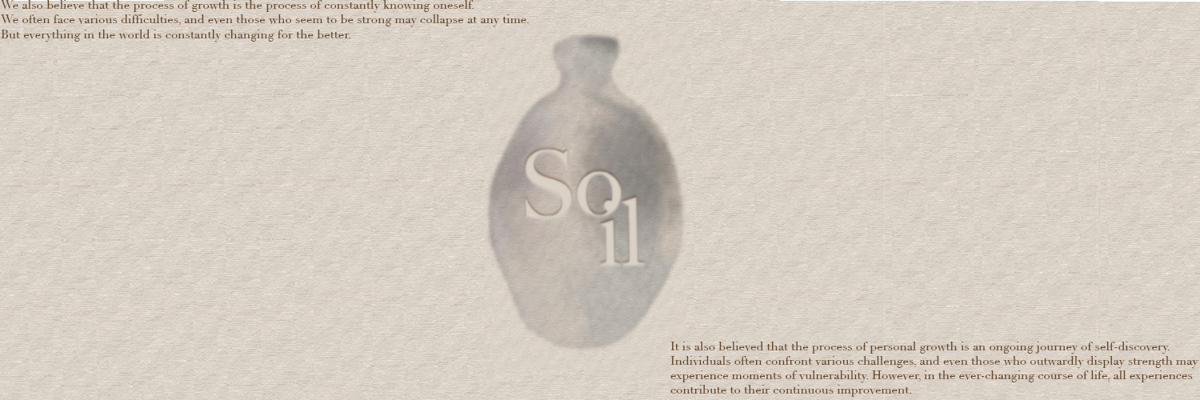 We also believe that the process of growth is the process of constantly knowing oneself.
We often face various difficulties, and even those who seem to be strong may collapse at any time.
But everything in the world is constantly changing for the better.
So
il
It is also believed that the process of personal growth is an ongoing journey of self-discovery.
Individuals often confront various challenges, and even those who outwardly display strength may
experience moments of vulnerability. However, in the ever-changing course of life, all experiences
contribute to their continuous improvement.